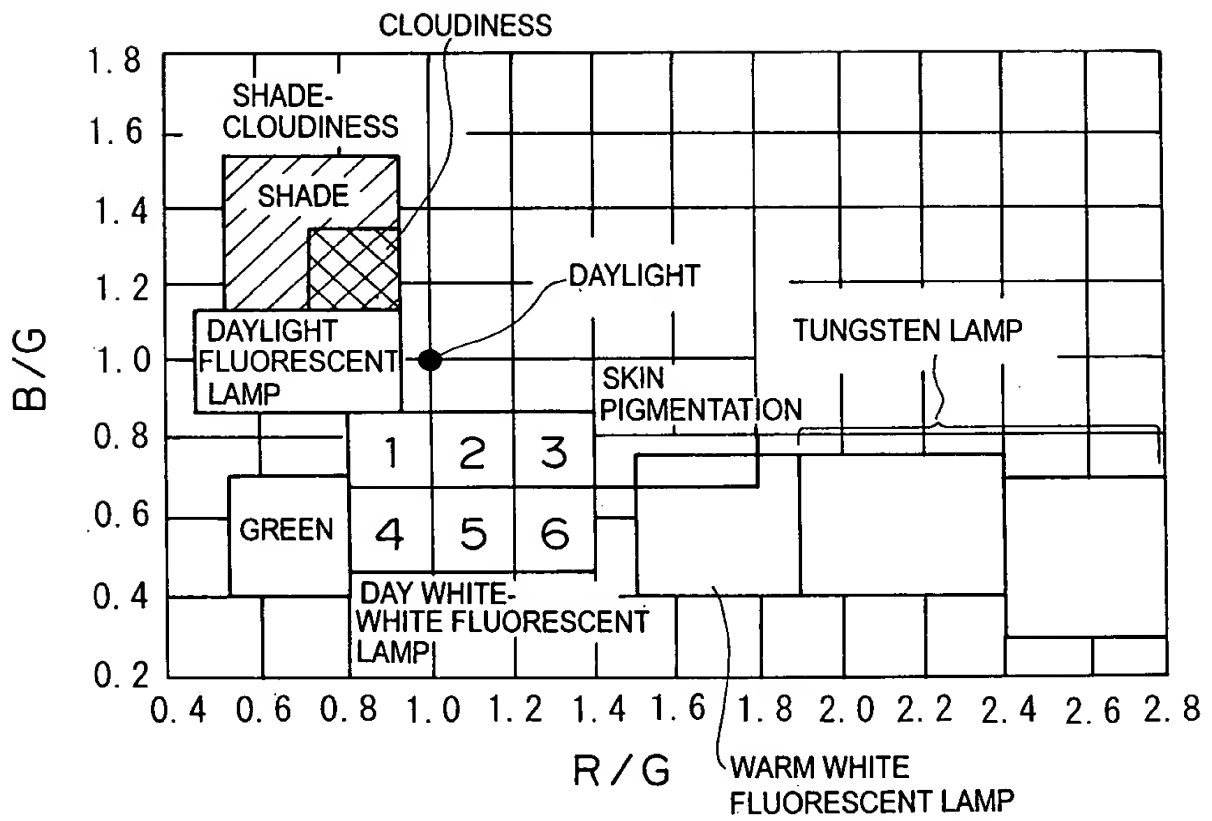 CLOUDINESS
1.8
SHADE-
CLOUDINESS
1.6
SHADE
1.4
DAYLIGHT
1.2
TUNGSTEN LAMP
DAYLIGHT
FLUORESCENT
LAMP
B/G
1.0
SKIN
PIGMENTATION
0.8
1 2 3
0.6
GREEN
4 5 6
0.4
DAY WHITE-
WHITE FLUORESCENT
LAMP
0.2
0.4 0.6 0.8 1.0 1.2 1.4 1.6 1.8 2.0 2.2 2.4 2.6 2.8
R/G
WARM WHITE
FLUORESCENT LAMP